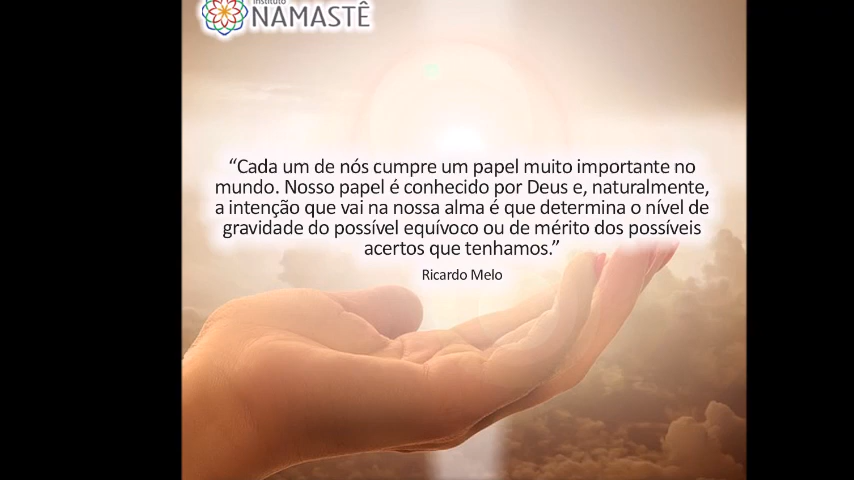 Instituto
NAMASTÊ
“Cada um de nós cumpre um papel muito importante no
mundo. Nosso papel é conhecido por Deus e, naturalmente,
a intenção que vai na nossa alma é que determina o nível de
gravidade do possível equívoco ou de mérito dos possíveis
acertos que tenhamos.”
Ricardo Melo